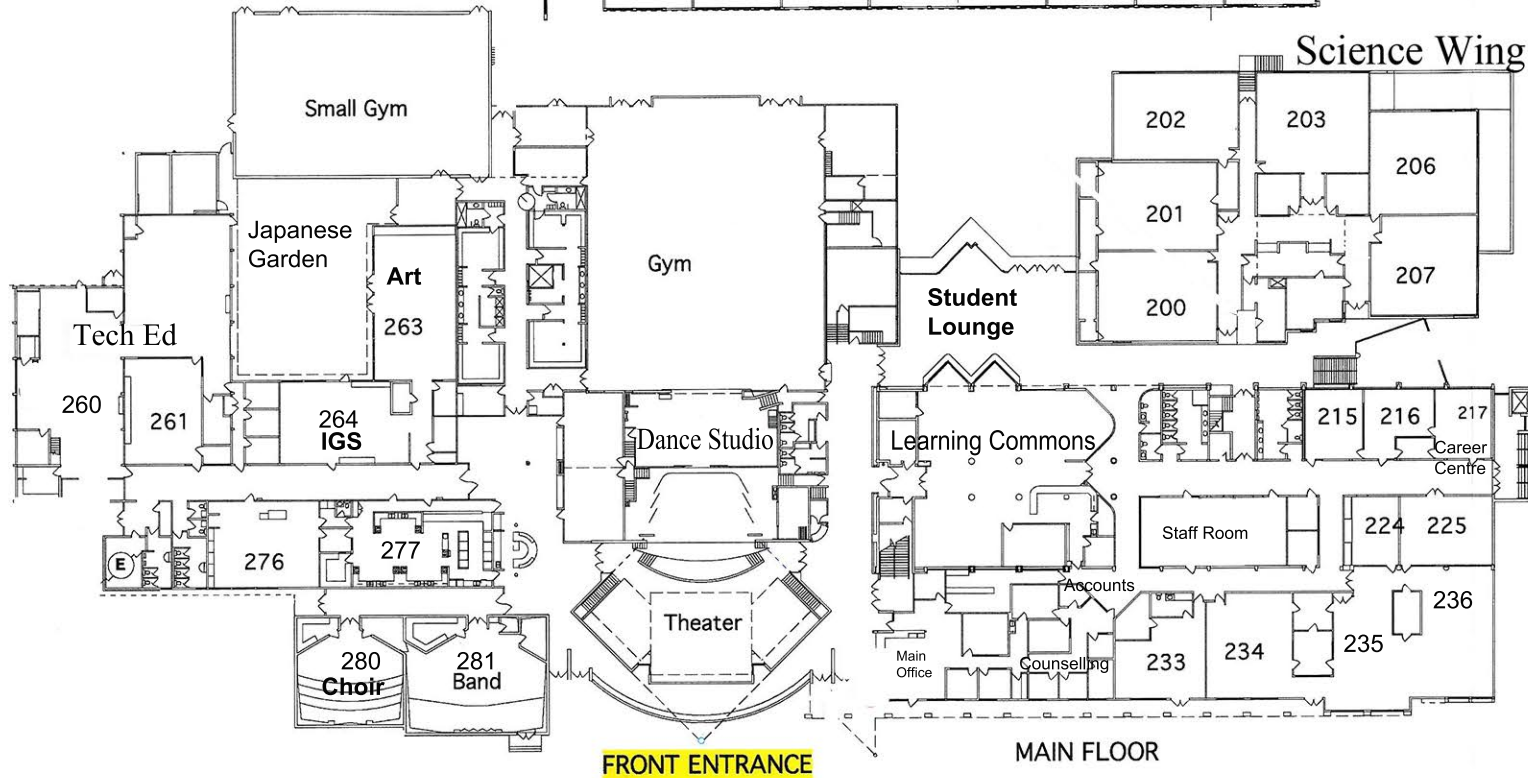 Science Wing
Small Gym
202
203
206
201
Japanese
Garden
Art
Gym
207
Student
Lounge
200
263
Tech Ed
260
261
264
IGS
Dance Studio
Learning Commons
215
216
217
Career
Centre
Staff Room
224
225
276
277
E
Accounts
236
Theater
235
234
233
Main
Office
Counselling
280
Choir
281
Band
FRONT ENTRANCE
MAIN FLOOR